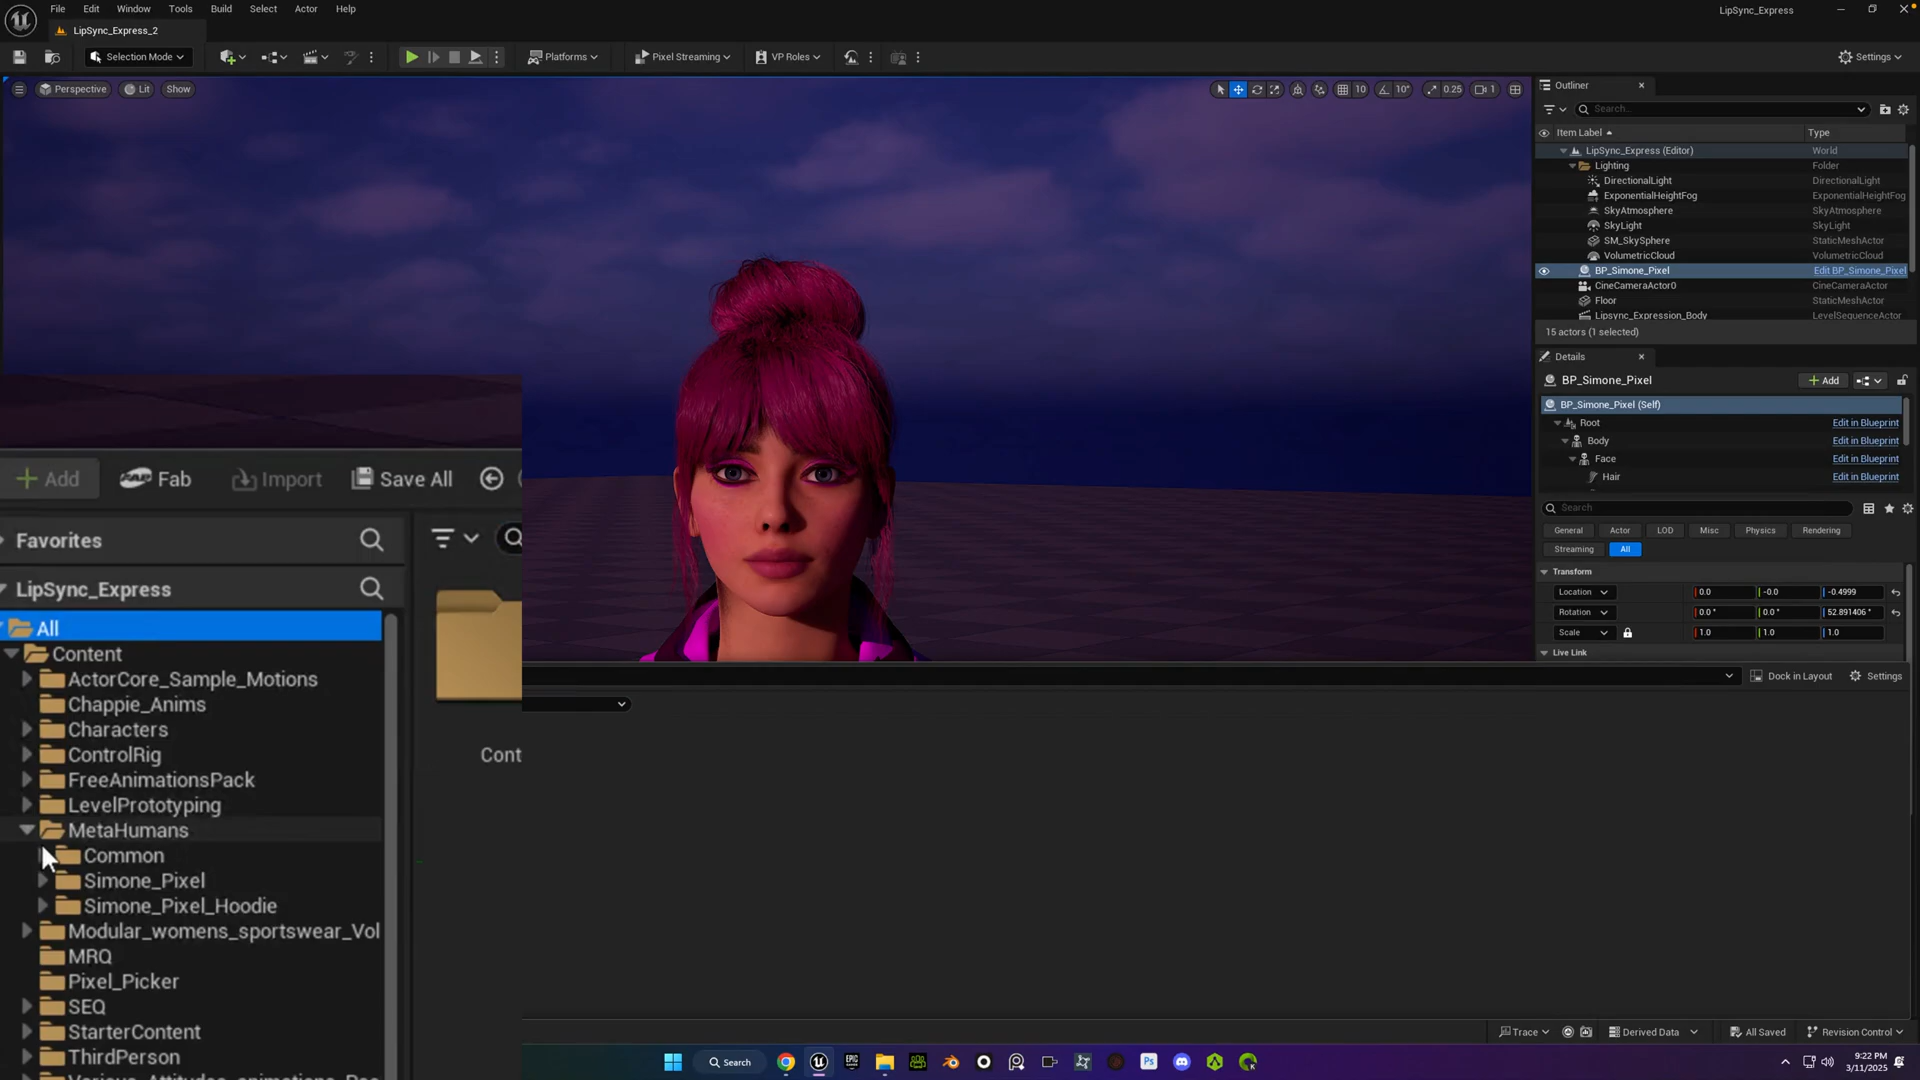 File Edit Window Tools Build Select Actor Help
LipSync_Express
LipSync_Express_2
Selection Mode
Platforms
Pixel Streaming
VP Roles
Settings
Perspective
Lit
Show
10
10°
0.25
1
Outliner
Search...
Item Label
Type
LipSync_Express (Editor)
World
Lighting
Folder
DirectionalLight
DirectionalLight
ExponentialHeightFog
ExponentialHeightFog
SkyAtmosphere
SkyAtmosphere
SkyLight
SkyLight
SM_SkySphere
StaticMeshActor
VolumetricCloud
VolumetricCloud
BP_Simone_Pixel
Edit BP_Simone_Pixel
CineCameraActor0
CineCameraActor
Floor
StaticMeshActor
Lipsync_Expression_Body
LevelSequenceActor
15 actors (1 selected)
Details
BP_Simone_Pixel
Add
BP_Simone_Pixel (Self)
Root
Edit in Blueprint
Body
Edit in Blueprint
Face
Edit in Blueprint
Hair
Edit in Blueprint
Search
General
Actor
LOD
Misc
Physics
Rendering
Streaming
All
Transform
Location
0.0
-0.0
-0.4999
Rotation
0.0 °
0.0 °
52.891406 °
Scale
1.0
1.0
1.0
Live Link
Dock in Layout
Settings
Add
Fab
Import
Save All
Favorites
LipSync_Express
All
Content
ActorCore_Sample_Motions
Chappie_Anims
Characters
ControlRig
FreeAnimationsPack
LevelPrototyping
MetaHumans
Common
Simone_Pixel
Simone_Pixel_Hoodie
Modular_womens_sportswear_Vol
MRQ
Pixel_Picker
SEQ
StarterContent
ThirdPerson
Cont
Trace
Derived Data
All Saved
Revision Control
Search
Ps
9:22 PM
3/11/2025